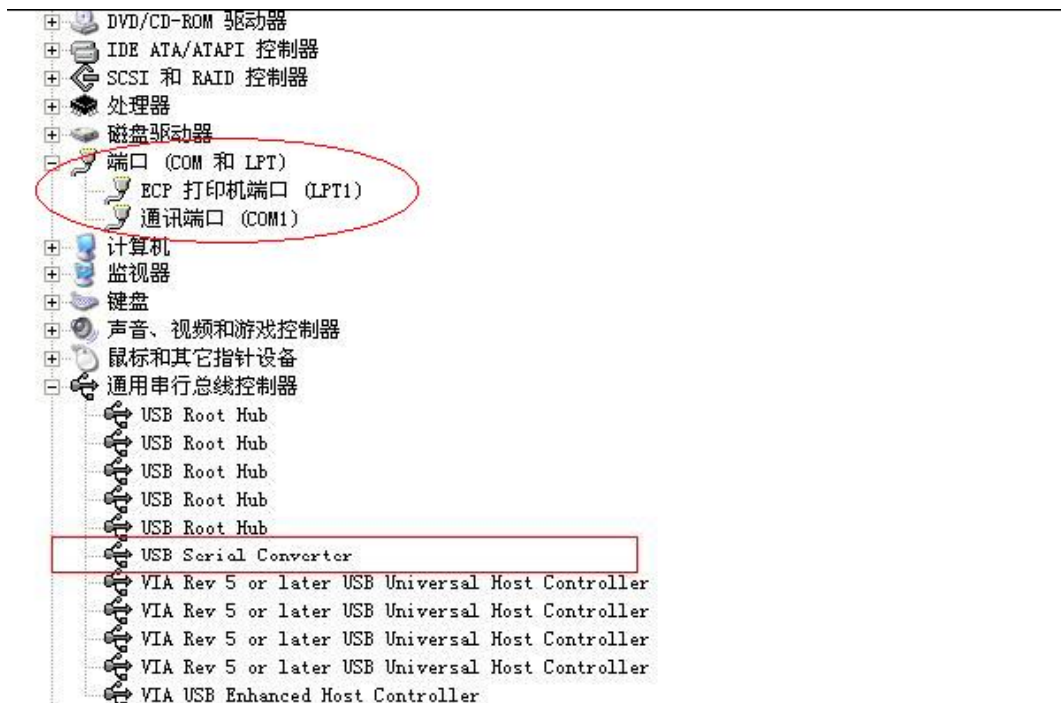 DVD/CD-ROM 驱动器
IDE ATA/ATAPI 控制器
SCSI 和 RAID 控制器
处理器
磁盘驱动器
端口 (COM 和 LPT)
ECP 打印机端口 (LPT1)
通讯端口 (COM1)
计算机
监视器
键盘
声音、视频和游戏控制器
鼠标和其它指针设备
通用串行总线控制器
USB Root Hub
USB Root Hub
USB Root Hub
USB Root Hub
USB Root Hub
USB Serial Converter
VIA Rev 5 or later USB Universal Host Controller
VIA Rev 5 or later USB Universal Host Controller
VIA Rev 5 or later USB Universal Host Controller
VIA Rev 5 or later USB Universal Host Controller
VIA USB Enhanced Host Controller